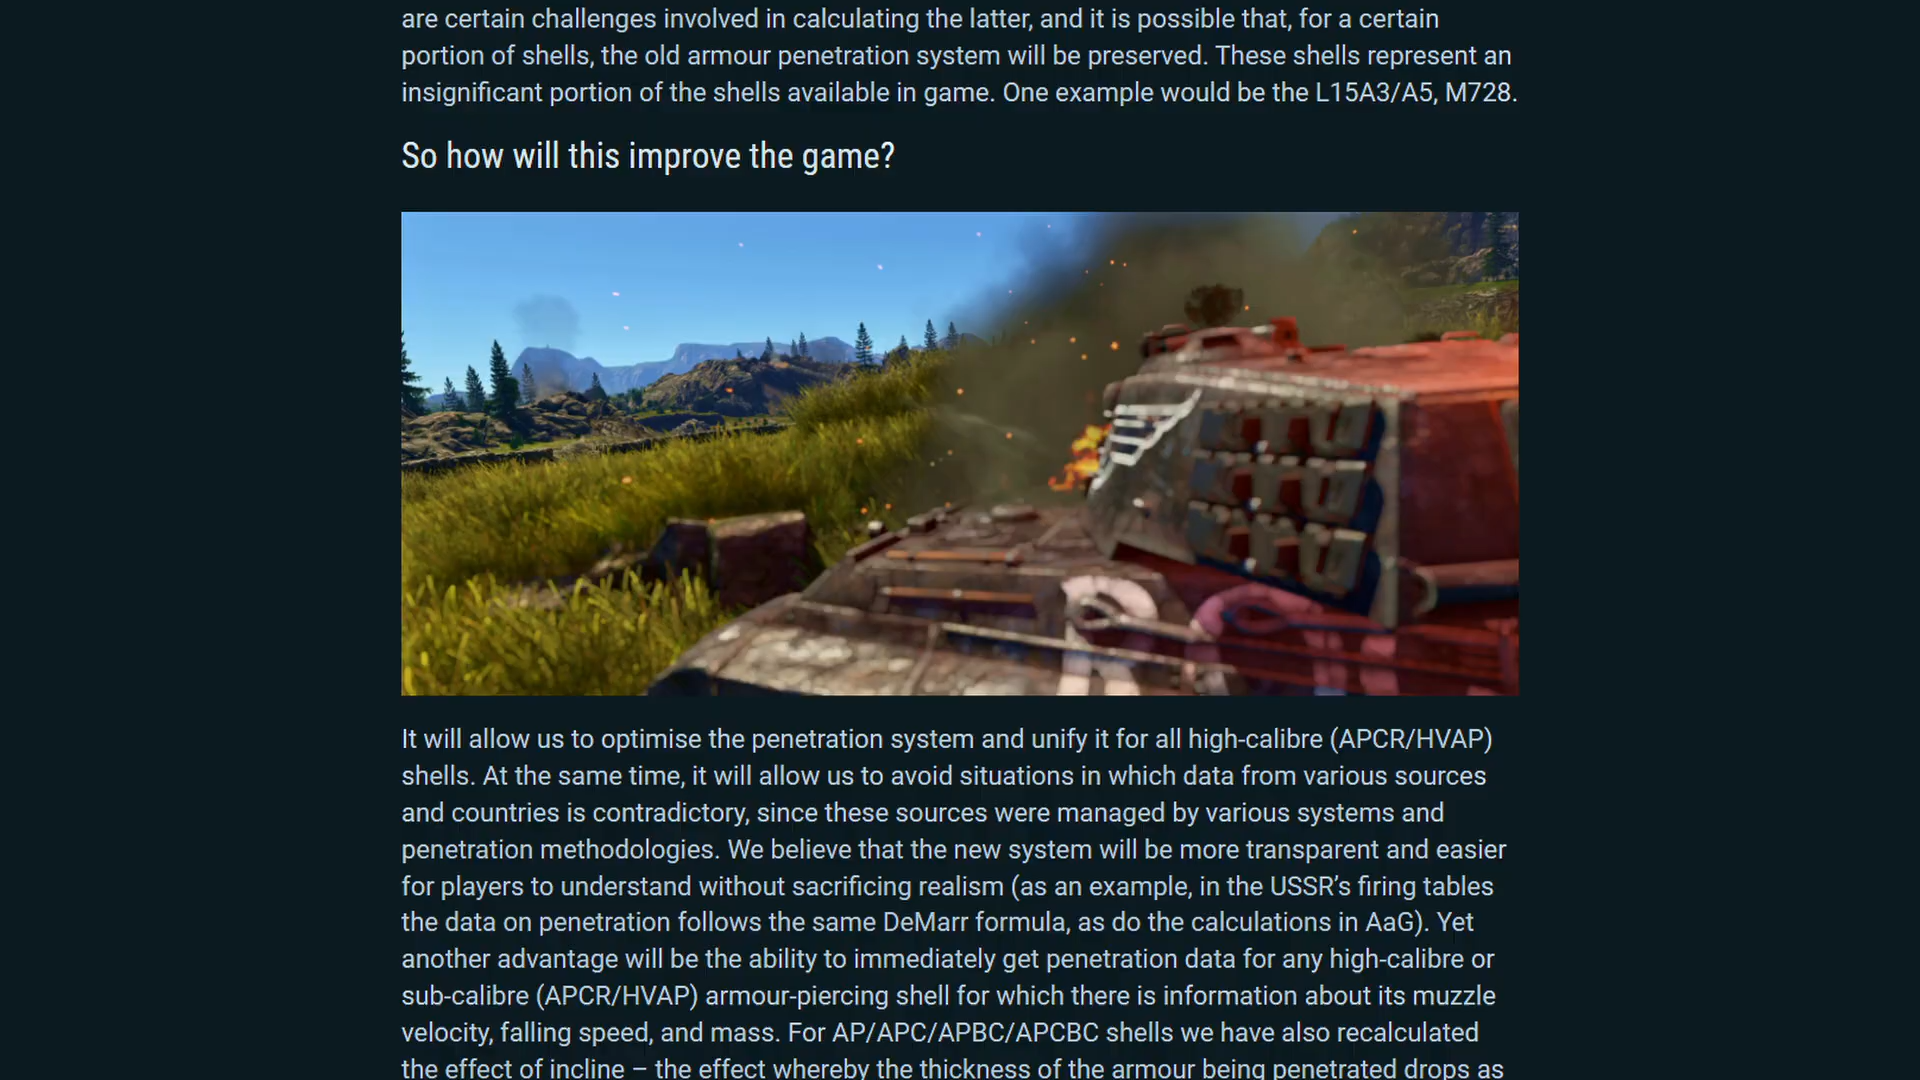 are certain challenges involved in calculating the latter, and it is possible that, for a certain
portion of shells, the old armour penetration system will be preserved. These shells represent an
insignificant portion of the shells available in game. One example would be the L15A3/A5, M728.
So how will this improve the game?
It will allow us to optimise the penetration system and unify it for all high-calibre (APCR/HVAP)
shells. At the same time, it will allow us to avoid situations in which data from various sources
and countries is contradictory, since these sources were managed by various systems and
penetration methodologies. We believe that the new system will be more transparent and easier
for players to understand without sacrificing realism (as an example, in the USSR’s firing tables
the data on penetration follows the same DeMarr formula, as do the calculations in AaG). Yet
another advantage will be the ability to immediately get penetration data for any high-calibre or
sub-calibre (APCR/HVAP) armour-piercing shell for which there is information about its muzzle
velocity, falling speed, and mass. For AP/APC/APBC/APCBC shells we have also recalculated
the effect of incline – the effect whereby the thickness of the armour being penetrated drops as